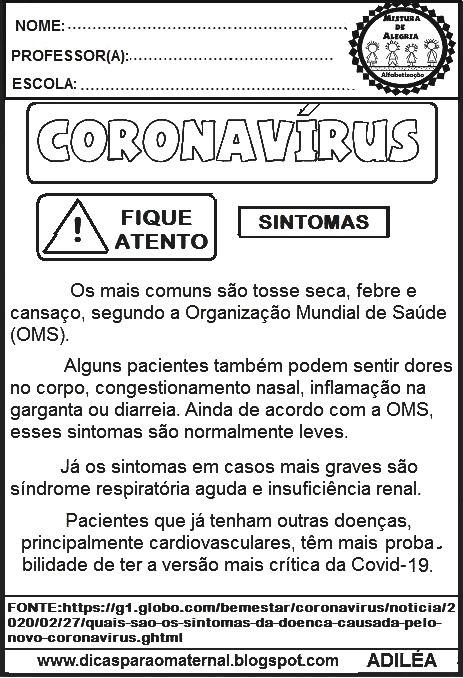 NOME:
MISTURA
DE
ALEGRIA
PROFESSOR(A):
Alfabetização
ESCOLA:
CORONAVÍRUS
!
FIQUE
ATENTO
SINTOMAS
Os mais comuns são tosse seca, febre e
cansaço, segundo a Organização Mundial de Saúde
(OMS).
Alguns pacientes também podem sentir dores
no corpo, congestionamento nasal, inflamação na
garganta ou diarreia. Ainda de acordo com a OMS,
esses sintomas são normalmente leves.
Já os sintomas em casos mais graves são
síndrome respiratória aguda e insuficiência renal.
Pacientes que já tenham outras doenças,
principalmente cardiovasculares, têm mais proba-
bilidade de ter a versão mais crítica da Covid-19.
FONTE:https://g1.globo.com/bemestar/coronavirus/noticia/2
020/02/27/quais-sao-os-sintomas-da-doenca-causada-pelo-
novo-coronavirus.ghtml
www.dicasparaomaternal.blogspot.com ADILÉA